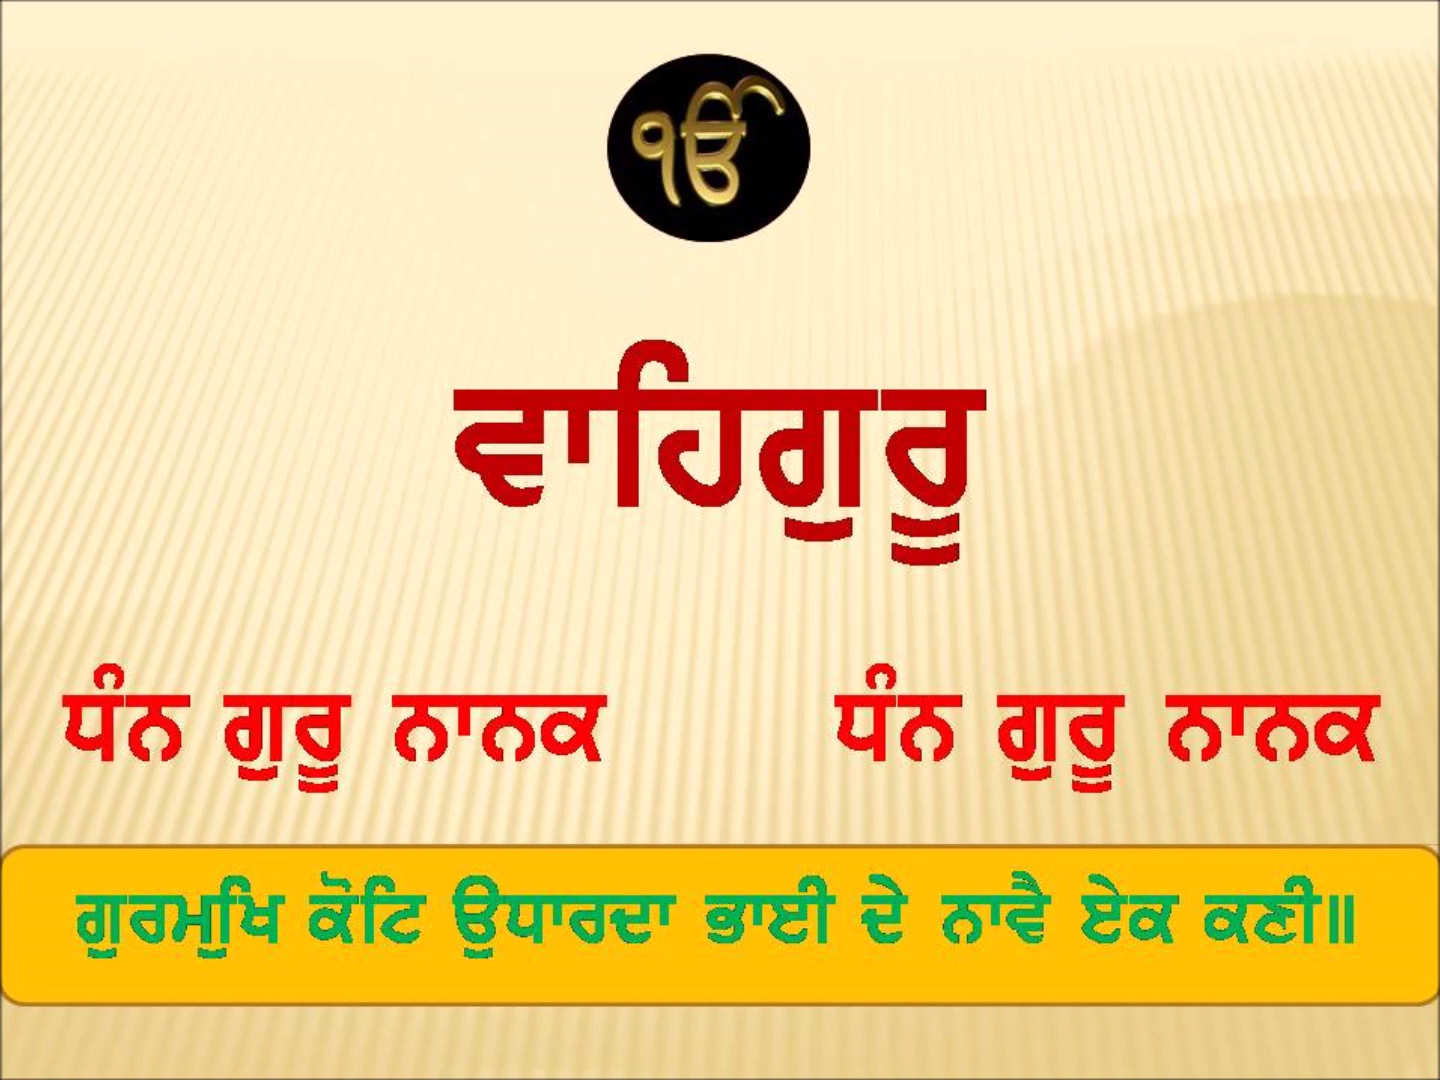 ੴ
ਵਾਹਿਗੁਰੂ
ਧੰਨ ਗੁਰੂ ਨਾਨਕ ਧੰਨ ਗੁਰੂ ਨਾਨਕ
ਗੁਰਮੁਖਿ ਕੋਟਿ ਉਧਾਰਦਾ ਭਾਈ ਦੇ ਨਾਵੈ ਏਕ ਕਣੀ॥